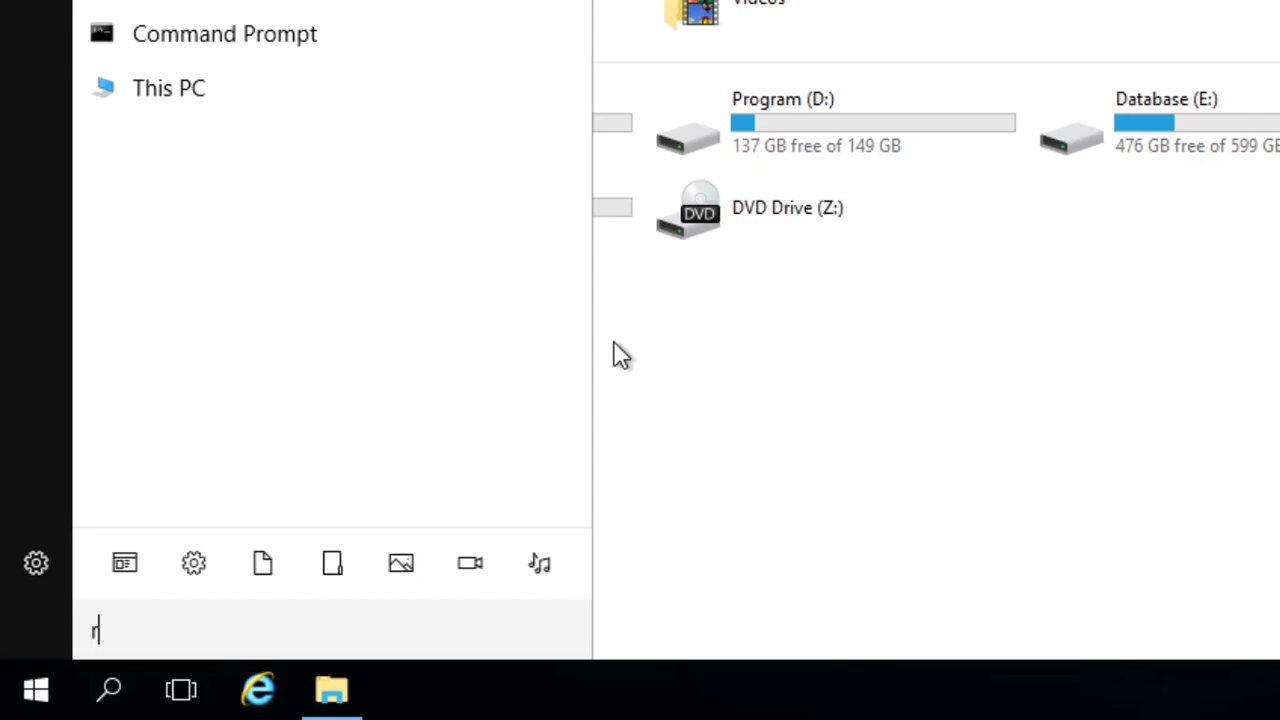 Videos
Command Prompt
This PC
Program (D:)
137 GB free of 149 GB
Database (E:)
476 GB free of 599 GB
DVD
DVD Drive (Z:)
r